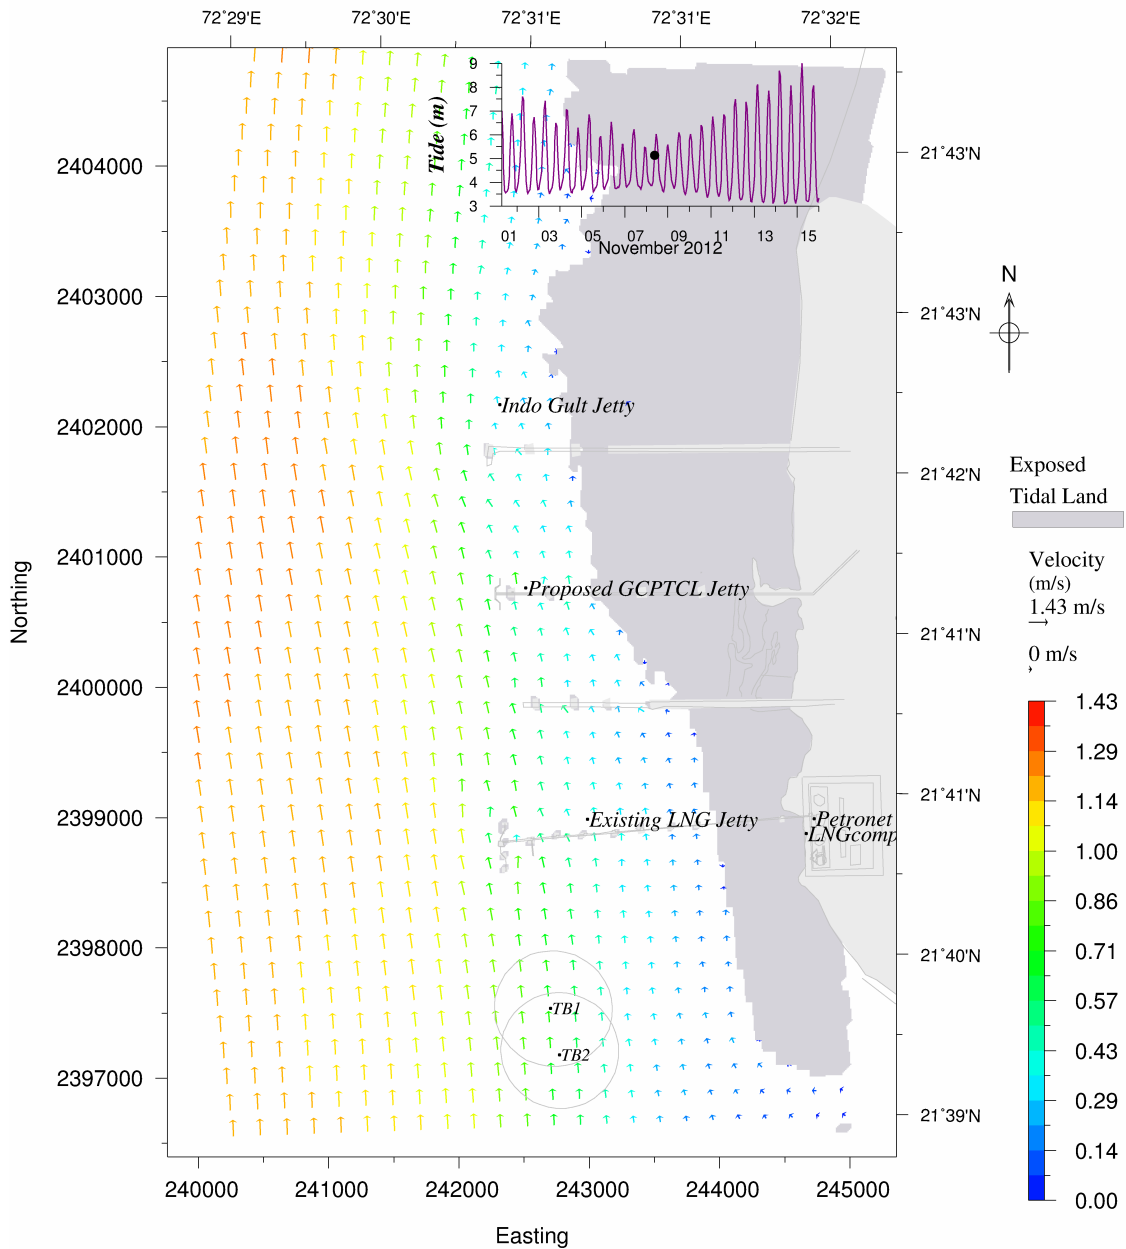 72°29'E 72°30'E 72°31'E 72°31'E 72°32'E
9
8
7
6
5
4
3
Tide (m)
01 03 05 07 09 11 13 15
November 2012
2404000
2403000
2402000
2401000
2400000
2399000
2398000
2397000
Northing
21°43'N
21°43'N
21°42'N
21°41'N
21°41'N
21°40'N
21°39'N
N
Indo Gult Jetty
Proposed GCPTCL Jetty
Existing LNG Jetty
Petronet
LNGcomp
TB1
TB2
Exposed
Tidal Land
Velocity
(m/s)
1.43 m/s
0 m/s
1.43
1.29
1.14
1.00
0.86
0.71
0.57
0.43
0.29
0.14
0.00
240000 241000 242000 243000 244000 245000
Easting